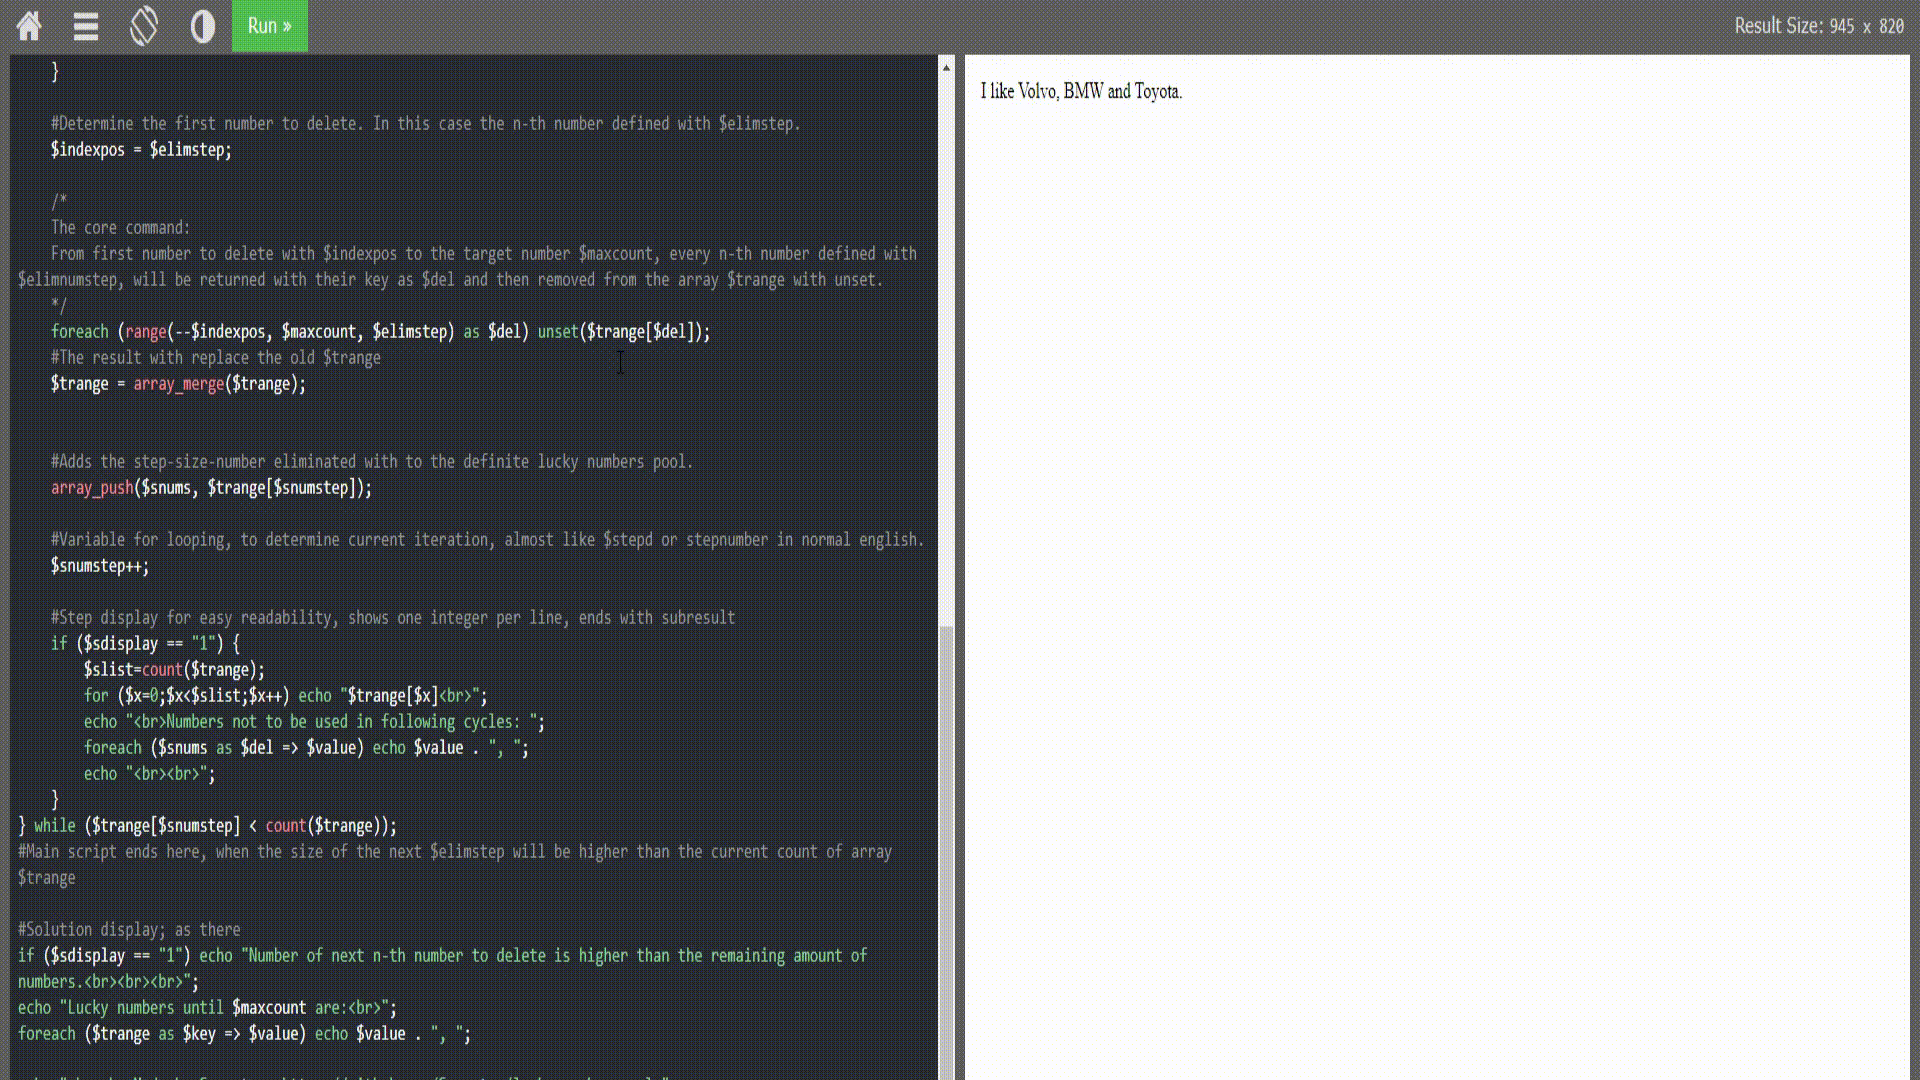 Run »
Result Size: 945 x 820
}
#Determine the first number to delete. In this case the n-th number defined with $elimstep.
$indexpos = $elimstep;
/*
The core command:
From first number to delete with $indexpos to the target number $maxcount, every n-th number defined with
$elimnumstep, will be returned with their key as $del and then removed from the array $trange with unset.
*/
foreach (range(--$indexpos, $maxcount, $elimstep) as $del) unset($trange[$del]);
#The result with replace the old $trange
$trange = array_merge($trange);
#Adds the step-size-number eliminated with to the definite lucky numbers pool.
array_push($snums, $trange[$snumstep]);
#Variable for looping, to determine current iteration, almost like $stepd or stepnumber in normal english.
$snumstep++;
#Step display for easy readability, shows one integer per line, ends with subresult
if ($sdisplay == "1") {
$slist=count($trange);
for ($x=0;$x<$slist;$x++) echo "$trange[$x]<br>";
echo "<br>Numbers not to be used in following cycles: ";
foreach ($snums as $del => $value) echo $value . ", ";
echo "<br><br>";
}
} while ($trange[$snumstep] < count($trange));
#Main script ends here, when the size of the next $elimstep will be higher than the current count of array
$trange
#Solution display; as there
if ($sdisplay == "1") echo "Number of next n-th number to delete is higher than the remaining amount of
numbers.<br><br><br>";
echo "Lucky numbers until $maxcount are:<br>";
foreach ($trange as $key => $value) echo $value . ", ";
I like Volvo, BMW and Toyota.